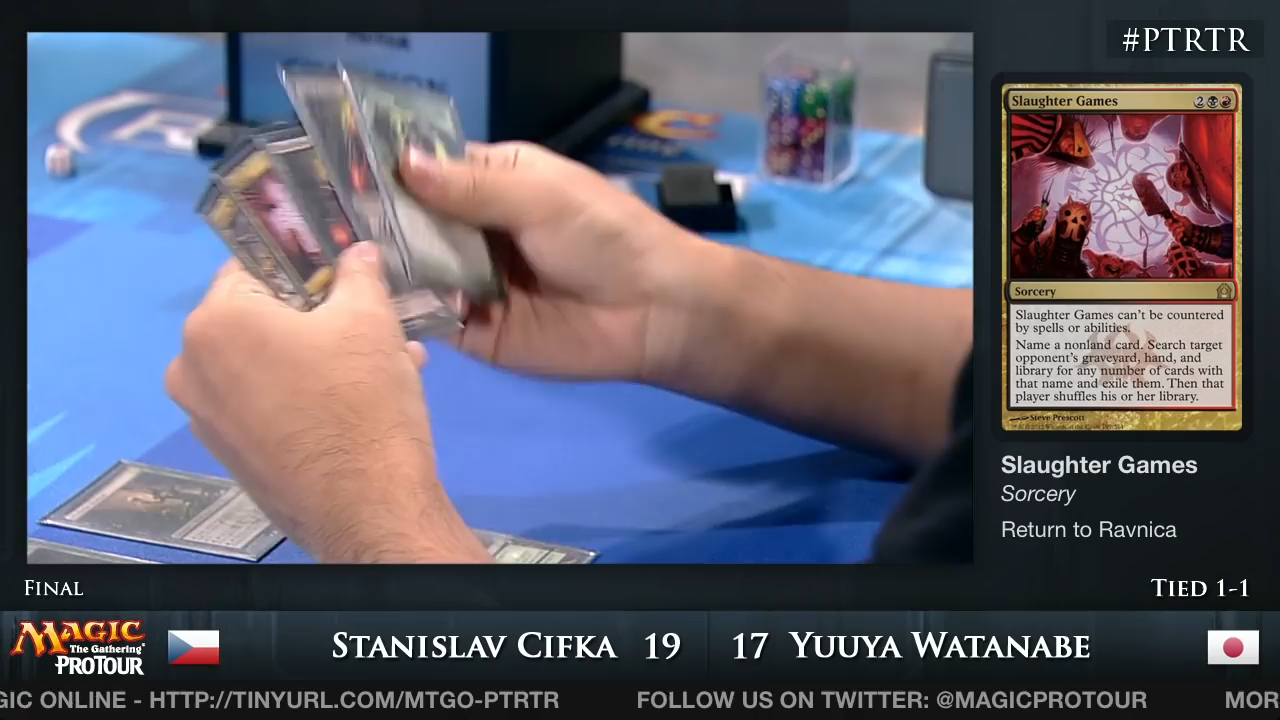 #PTRTR
Slaughter Games 2
Sorcery
Slaughter Games can't be countered
by spells or abilities.
Name a nonland card. Search target
opponent's graveyard, hand, and
library for any number of cards with
that name and exile them. Then that
player shuffles his or her library.
Steve Prescott
Slaughter Games
Sorcery
Return to Ravnica
FINAL
TIED 1-1
MAGIC
The Gathering
PROTOUR
STANISLAV CIFKA 19
17 YUUYA WATANABE
GIC ONLINE - HTTP://TINYURL.COM/MTGO-PTRTR FOLLOW US ON TWITTER: @MAGICPROTOUR MOR